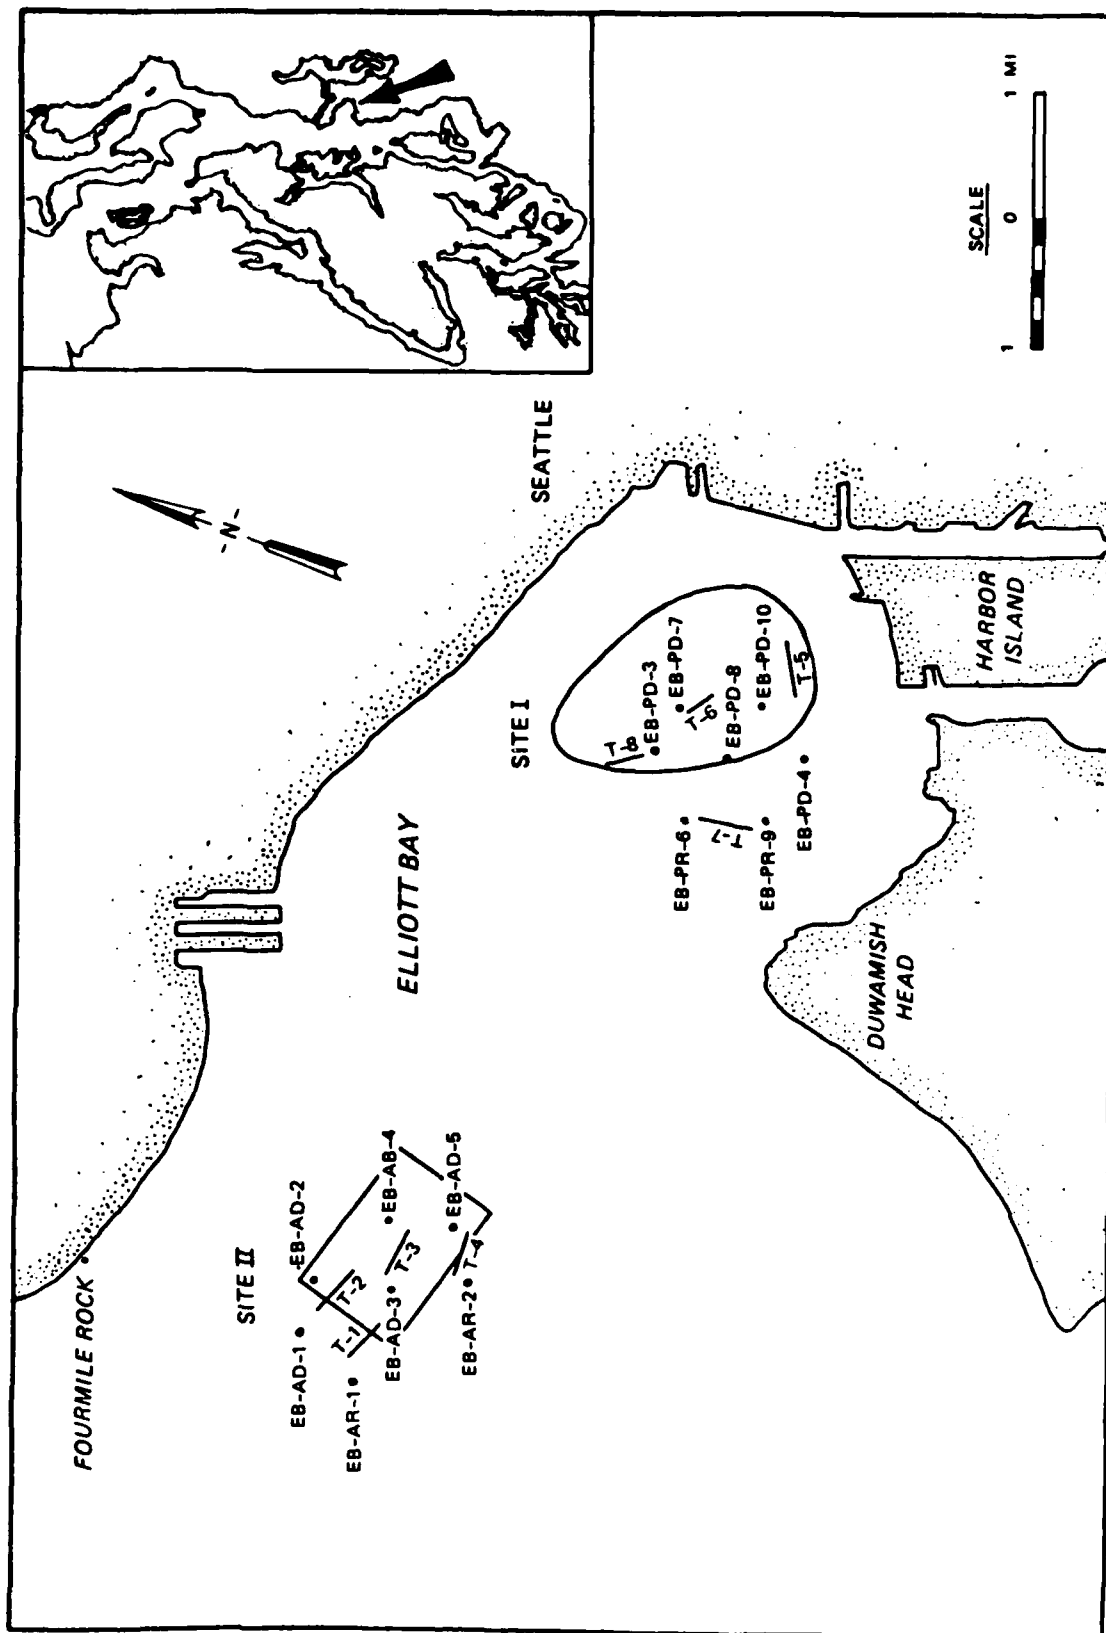 FOURMILE ROCK
SITE II
EB-AD-1
EB-AD-2
EB-AR-1
T-1
T-2
EB-AD-3
T-3
EB-AB-4
EB-AR-2
T-4
EB-AD-5
ELLIOTT BAY
-N-
SEATTLE
SITE I
T-8
EB-PD-3
EB-PD-7
T-6
EB-PD-8
EB-PD-10
T-5
EB-PR-6
T-7
EB-PR-9
EB-PD-4
DUWAMISH
HEAD
HARBOR
ISLAND
SCALE
1 0 1 MI